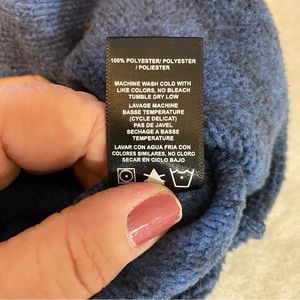 100% POLYESTER/ POLYESTER
/ POLIESTER
MACHINE WASH COLD WITH
LIKE COLORS, NO BLEACH
TUMBLE DRY LOW
LAVAGE MACHINE
BASSE TEMPÉRATURE
(CYCLE DELICAT)
PAS DE JAVEL
SECHAGE A BASSE
TEMPÉRATURE
LAVAR CON AGUA FRIA CON
COLORES SIMILARES, NO CLORO
SECAR EN CICLO BAJO